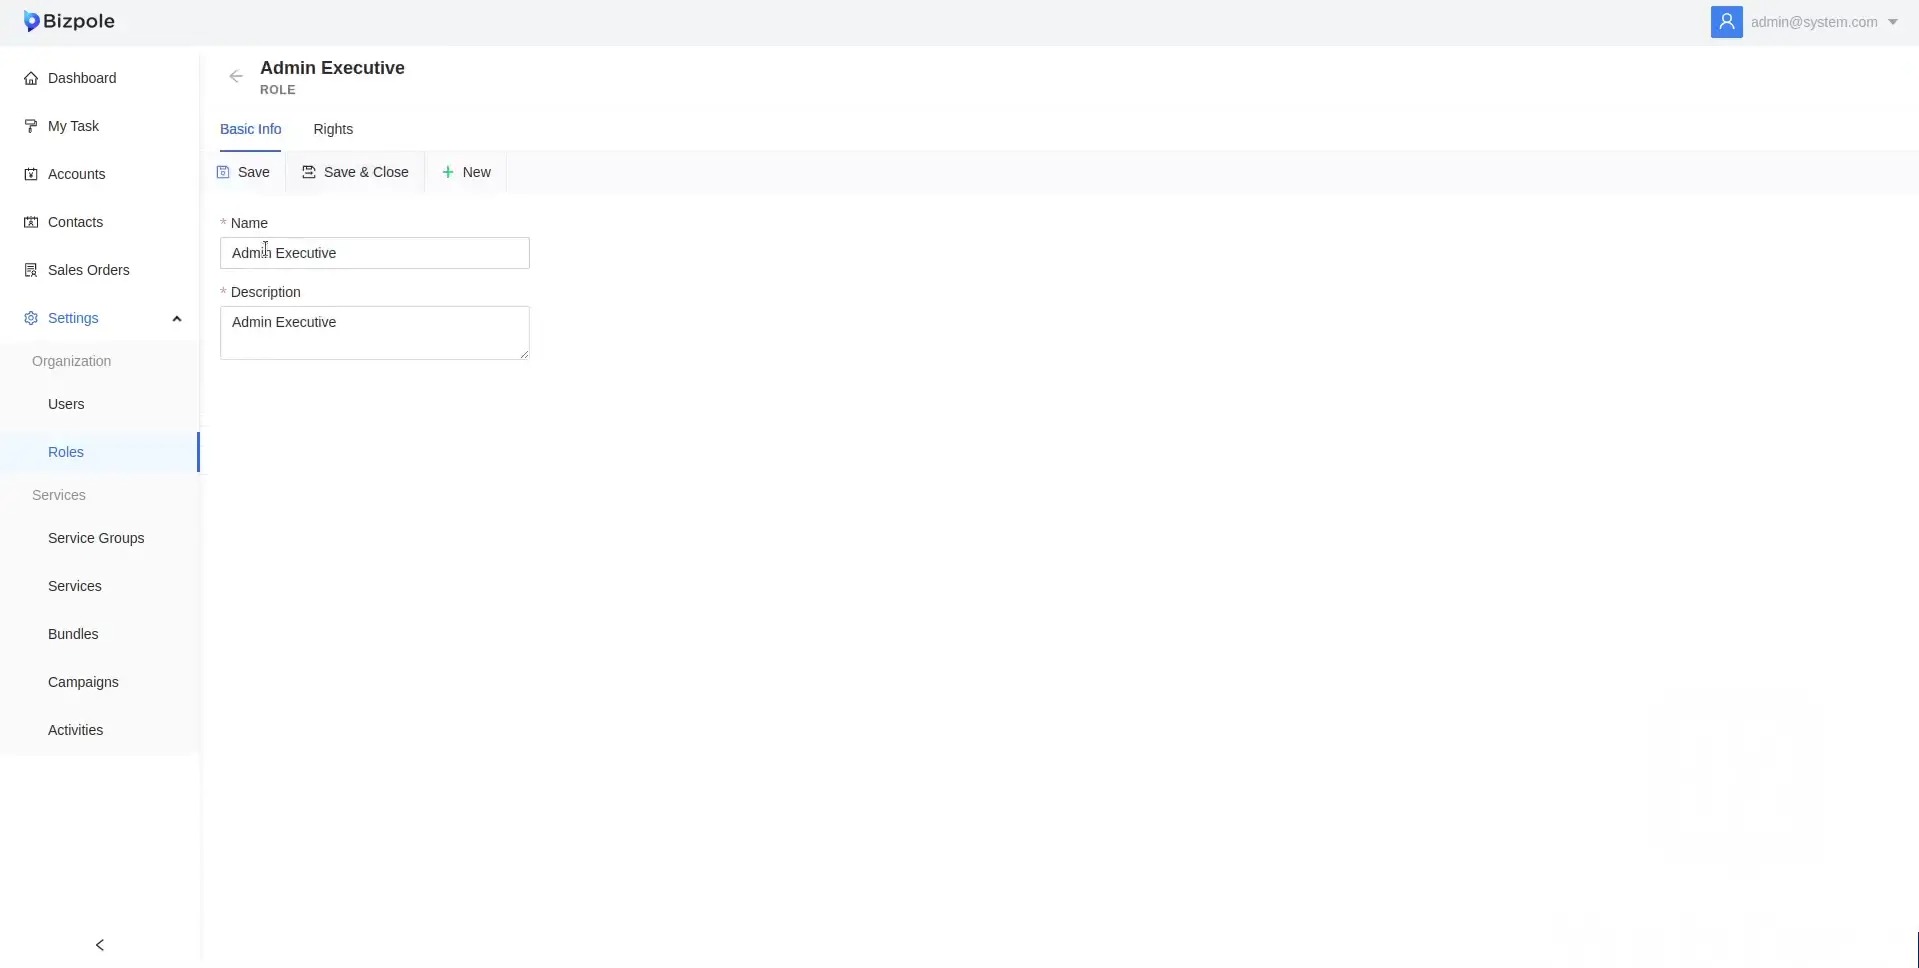 Bizpole
admin@system.com
Dashboard
My Task
Accounts
Contacts
Sales Orders
Settings
Organization
Users
Roles
Services
Service Groups
Services
Bundles
Campaigns
Activities
Admin Executive
ROLE
Basic Info
Rights
Save
Save & Close
+ New
* Name
Admin Executive
* Description
Admin Executive